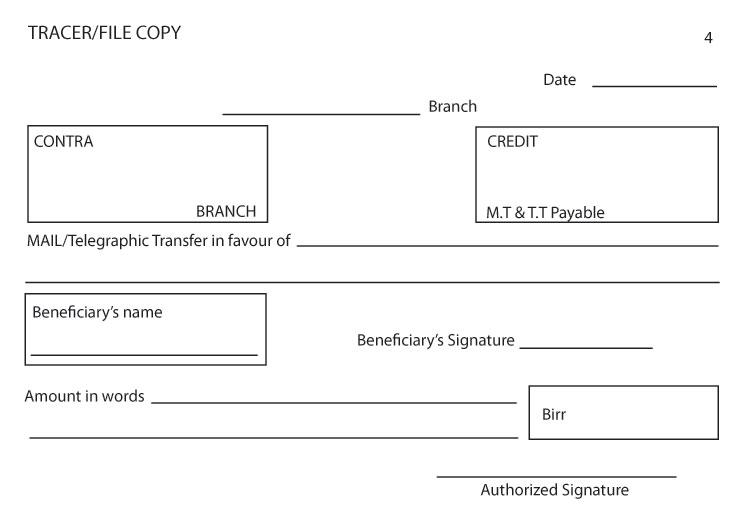 TRACER/FILE COPY
4
Date
Branch
CONTRA
BRANCH
CREDIT
M.T & T.T Payable
MAIL/Telegraphic Transfer in favour of
Beneficiary’s name
Beneficiary’s Signature
Amount in words
Birr
Authorized Signature